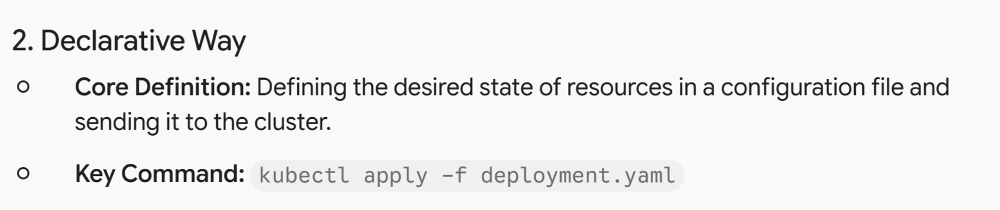 2. Declarative Way
Core Definition: Defining the desired state of resources in a configuration file and
sending it to the cluster.
Key Command: kubectl apply -f deployment.yaml